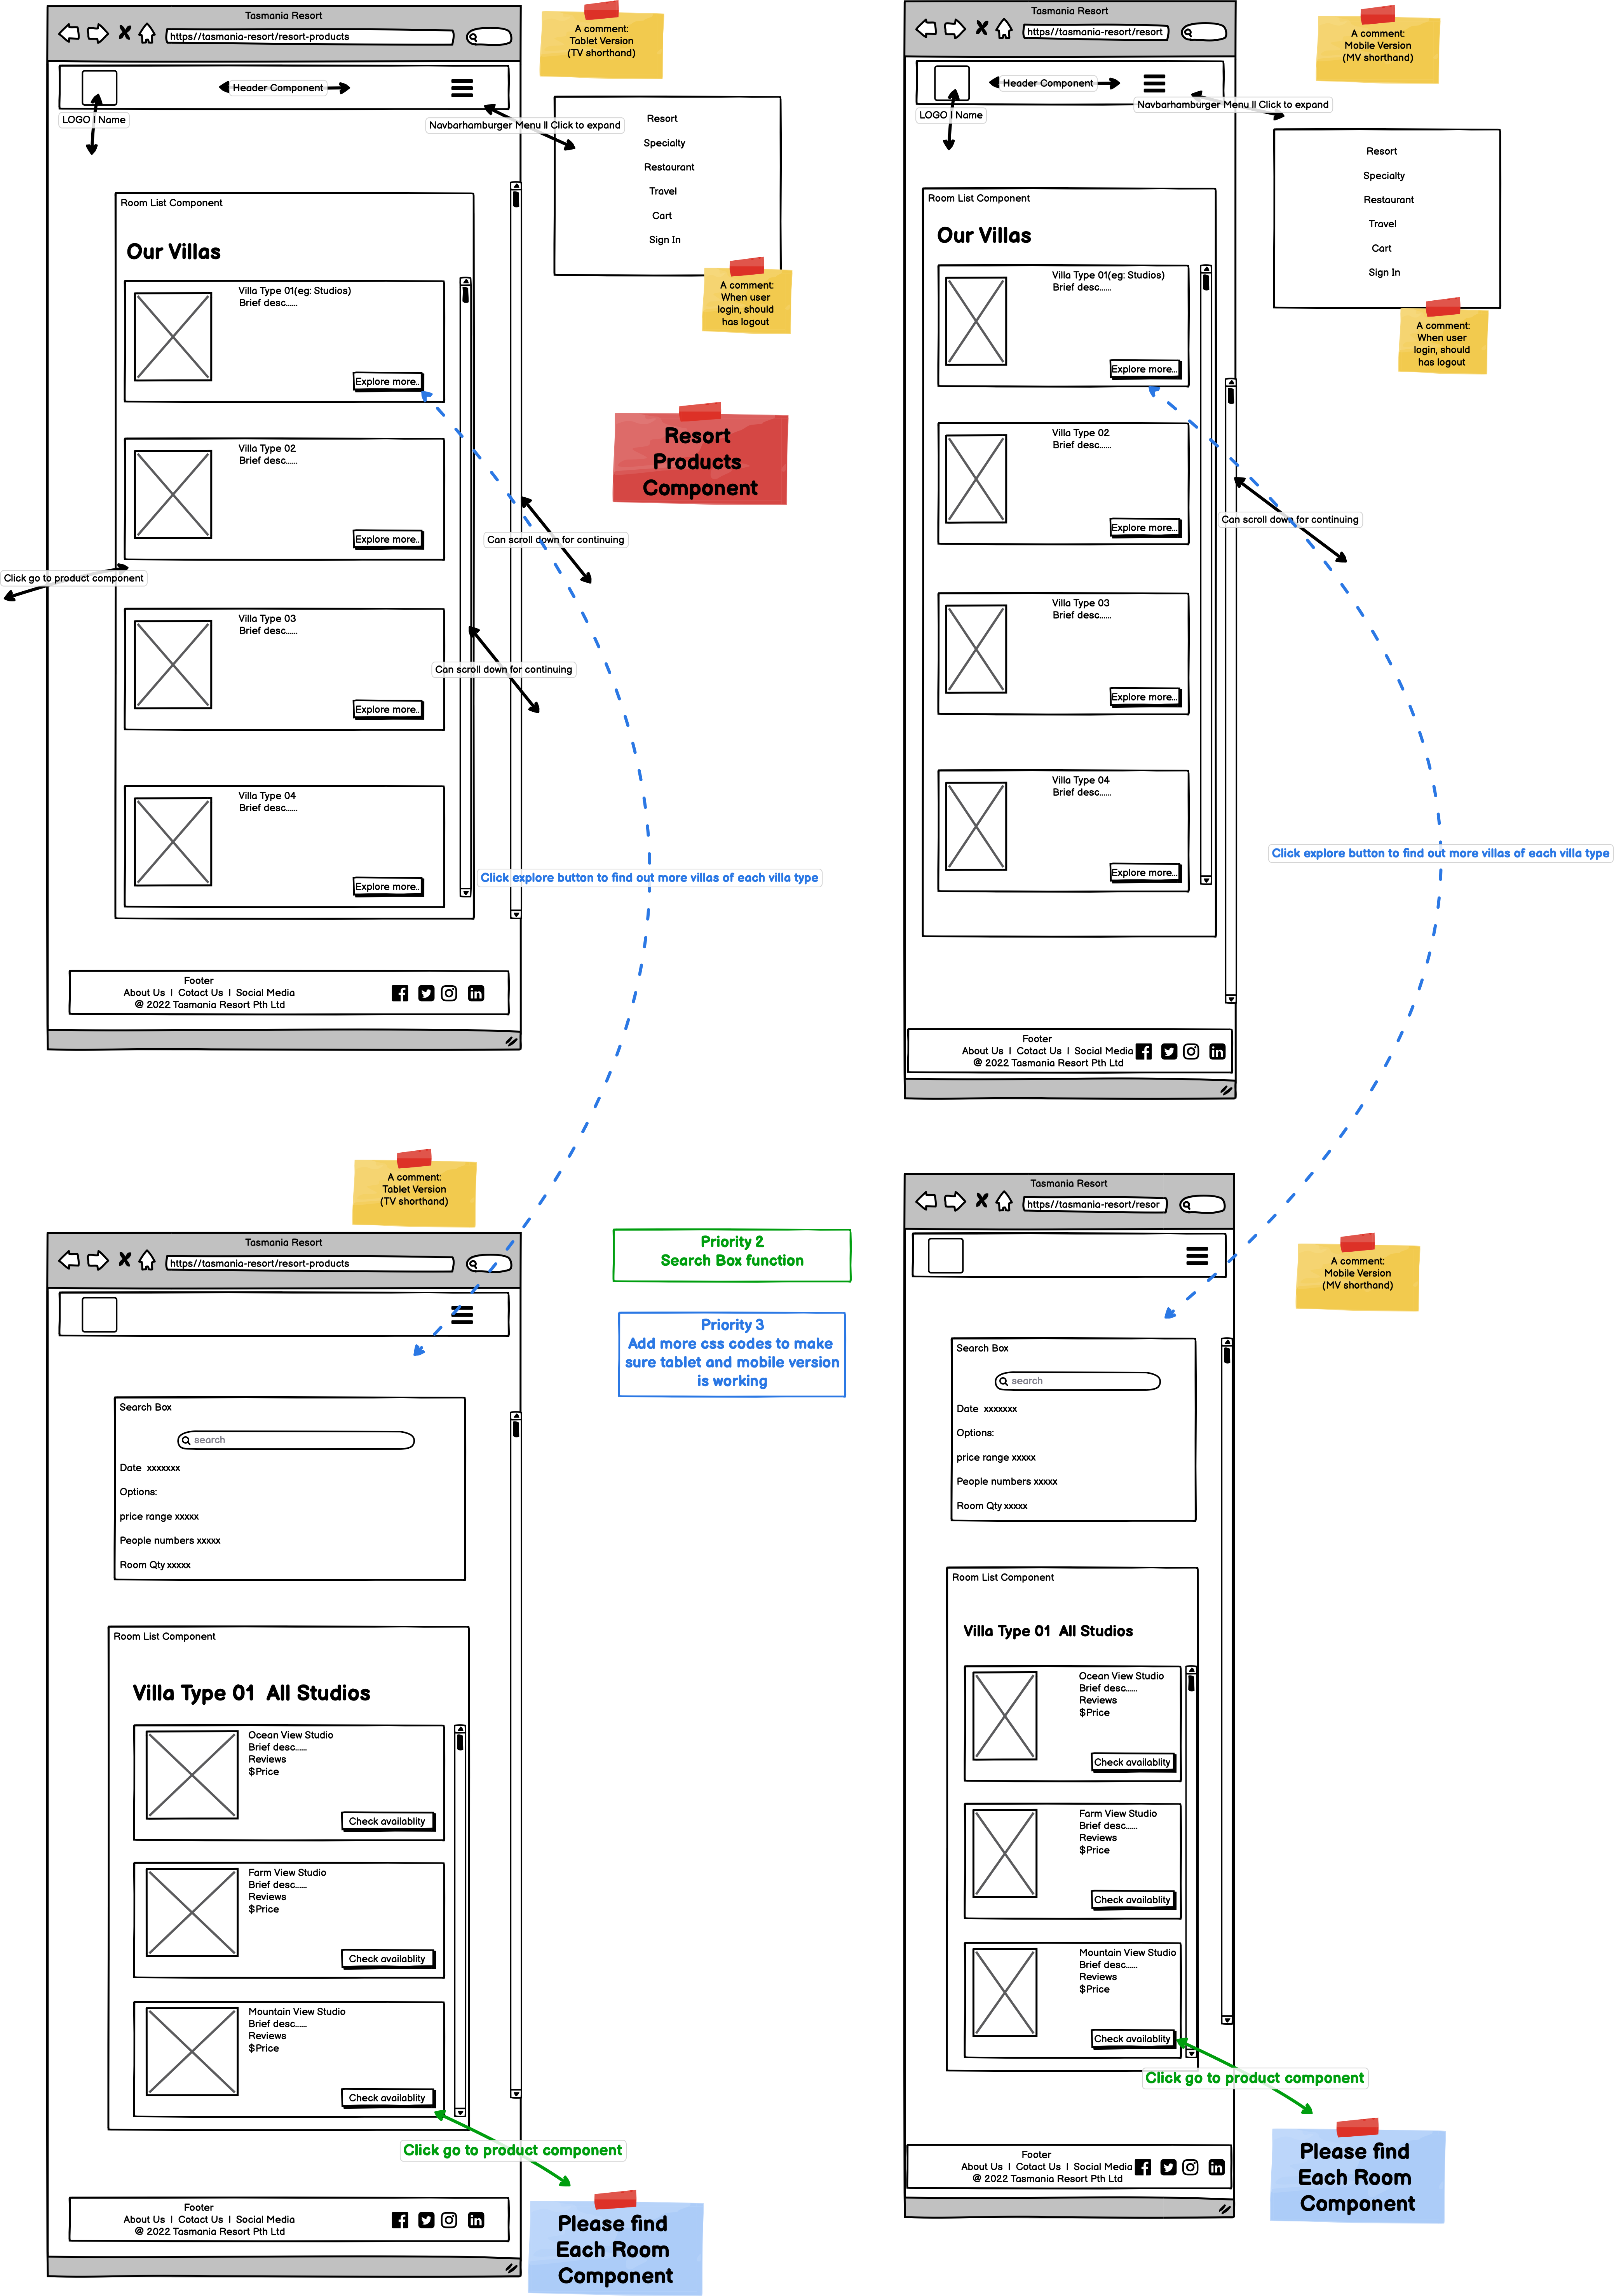 Tasmania Resort
https//tasmania-resort/resort-products
Header Component
LOGO | Name
Navbarhamburger Menu || Click to expand
A comment:
Tablet Version
(TV shorthand)
Resort
Specialty
Restaurant
Travel
Cart
Sign In
A comment:
When user
login, should
has logout
Room List Component
Our Villas
Villa Type 01(eg: Studios)
Brief desc......
Explore more..
Villa Type 02
Brief desc......
Explore more..
Click go to product component
Villa Type 03
Brief desc......
Explore more..
Villa Type 04
Brief desc......
Explore more..
Can scroll down for continuing
Can scroll down for continuing
Resort
Products
Component
Click explore button to find out more villas of each villa type
Footer
About Us | Cotact Us | Social Media
@ 2022 Tasmania Resort Pth Ltd
Tasmania Resort
https//tasmania-resort/resort
Header Component
LOGO | Name
Navbarhamburger Menu || Click to expand
A comment:
Mobile Version
(MV shorthand)
Resort
Specialty
Restaurant
Travel
Cart
Sign In
A comment:
When user
login, should
has logout
Room List Component
Our Villas
Villa Type 01(eg: Studios)
Brief desc......
Explore more...
Villa Type 02
Brief desc......
Explore more...
Can scroll down for continuing
Villa Type 03
Brief desc......
Explore more...
Villa Type 04
Brief desc......
Explore more...
Click explore button to find out more villas of each villa type
Footer
About Us | Cotact Us | Social Media
@ 2022 Tasmania Resort Pth Ltd
A comment:
Tablet Version
(TV shorthand)
Tasmania Resort
https//tasmania-resort/resort-products
Priority 2
Search Box function
Priority 3
Add more css codes to make
sure tablet and mobile version
is working
Search Box
search
Date xxxxxxx
Options:
price range xxxxx
People numbers xxxxx
Room Qty xxxxx
Room List Component
Villa Type 01 All Studios
Ocean View Studio
Brief desc......
Reviews
$Price
Check availablity
Farm View Studio
Brief desc......
Reviews
$Price
Check availablity
Mountain View Studio
Brief desc......
Reviews
$Price
Check availablity
Click go to product component
Footer
About Us | Cotact Us | Social Media
@ 2022 Tasmania Resort Pth Ltd
Please find
Each Room
Component
Tasmania Resort
https//tasmania-resort/resor
A comment:
Mobile Version
(MV shorthand)
Search Box
search
Date xxxxxxx
Options:
price range xxxxx
People numbers xxxxx
Room Qty xxxxx
Room List Component
Villa Type 01 All Studios
Ocean View Studio
Brief desc......
Reviews
$Price
Check availablity
Farm View Studio
Brief desc......
Reviews
$Price
Check availablity
Mountain View Studio
Brief desc......
Reviews
$Price
Check availablity
Click go to product component
Footer
About Us | Cotact Us | Social Media
@ 2022 Tasmania Resort Pth Ltd
Please find
Each Room
Component